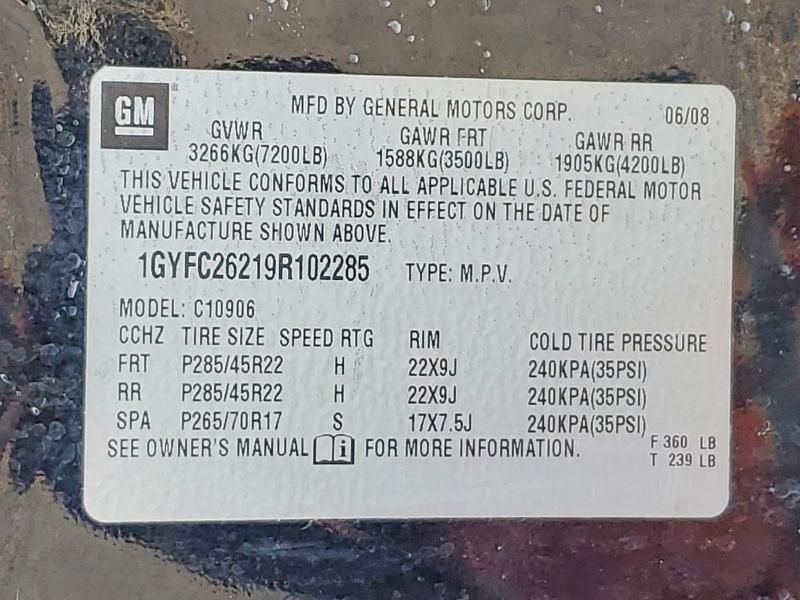 GM ®
MFD BY GENERAL MOTORS CORP. 06/08
GVWR GAWR FRT GAWR RR
3266KG(7200LB) 1588KG(3500LB) 1905KG(4200LB)
THIS VEHICLE CONFORMS TO ALL APPLICABLE U.S. FEDERAL MOTOR
VEHICLE SAFETY STANDARDS IN EFFECT ON THE DATE OF
MANUFACTURE SHOWN ABOVE.
1GYFC26219R102285 TYPE: M.P.V.
MODEL: C10906
CCHZ TIRE SIZE SPEED RTG RIM COLD TIRE PRESSURE
FRT P285/45R22 H 22X9J 240KPA(35PSI)
RR P285/45R22 H 22X9J 240KPA(35PSI)
SPA P265/70R17 S 17X7.5J 240KPA(35PSI)
SEE OWNER'S MANUAL i FOR MORE INFORMATION. F 360 LB
T 239 LB